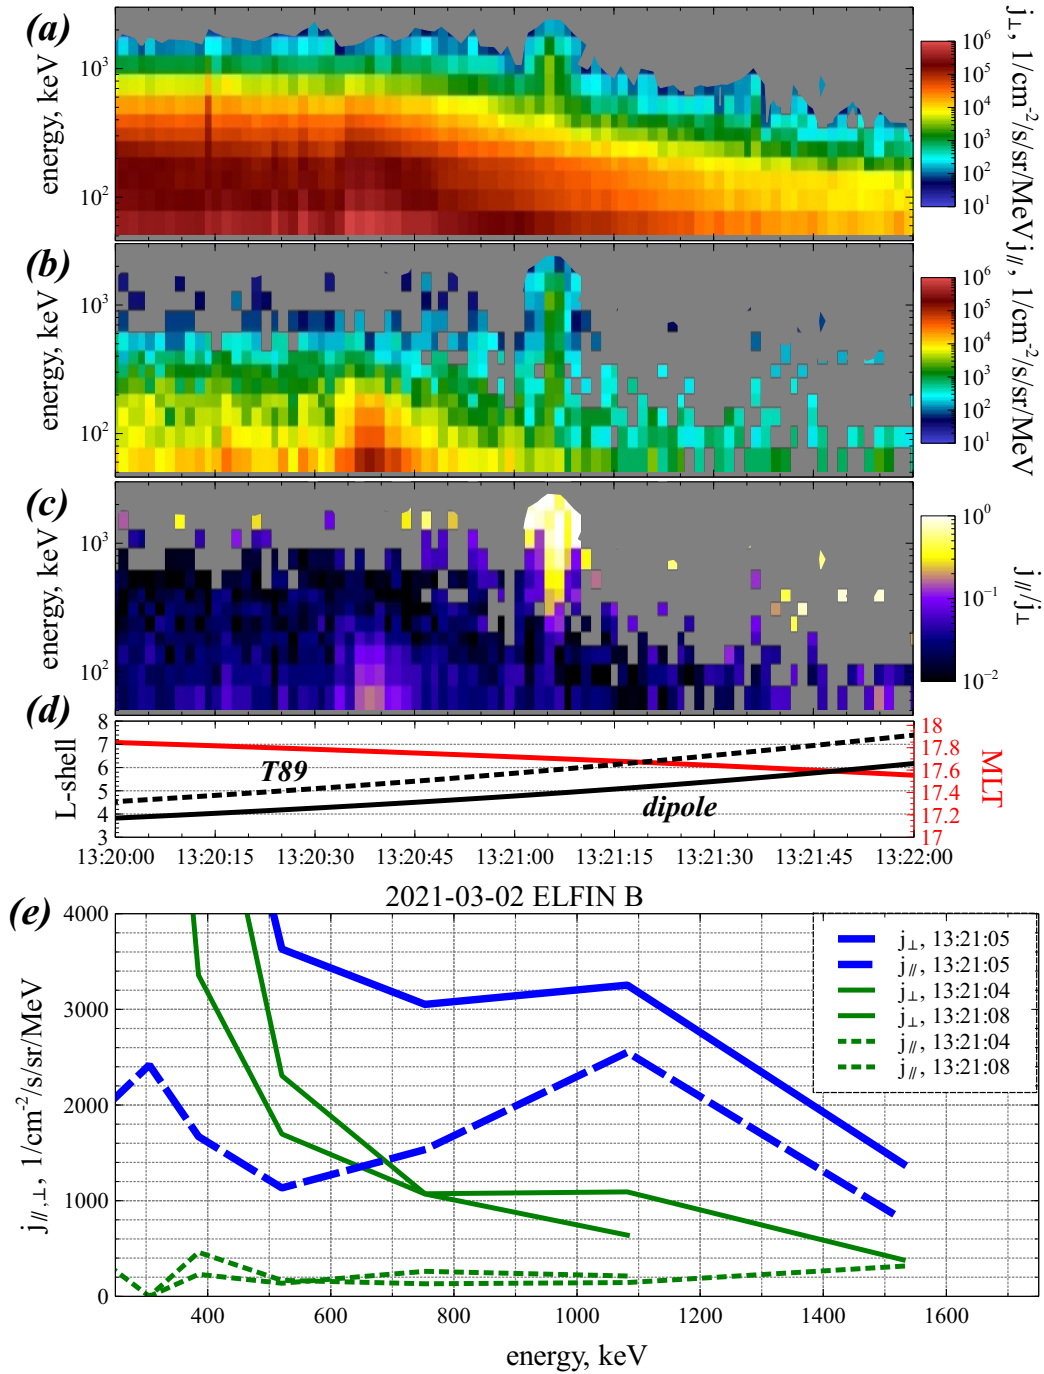 (a)
energy, keV
10³
10²
10⁶
10⁵
10⁴
10³
10²
10¹
j⊥, 1/cm⁻²/s/sr/MeV
(b)
energy, keV
10³
10²
10⁶
10⁵
10⁴
10³
10²
10¹
j//, 1/cm⁻²/s/sr/MeV
(c)
energy, keV
10³
10²
10⁰
10⁻¹
10⁻²
j///j⊥
(d)
L-shell
8
7
6
5
4
3
T89
dipole
18
17.8
17.6
17.4
17.2
17
MLT
13:20:00 13:20:15 13:20:30 13:20:45 13:21:00 13:21:15 13:21:30 13:21:45 13:22:00
2021-03-02 ELFIN B
(e)
j//,⊥, 1/cm⁻²/s/sr/MeV
4000
3000
2000
1000
0
j⊥, 13:21:05
j//, 13:21:05
j⊥, 13:21:04
j⊥, 13:21:08
j//, 13:21:04
j//, 13:21:08
400 600 800 1000 1200 1400 1600
energy, keV